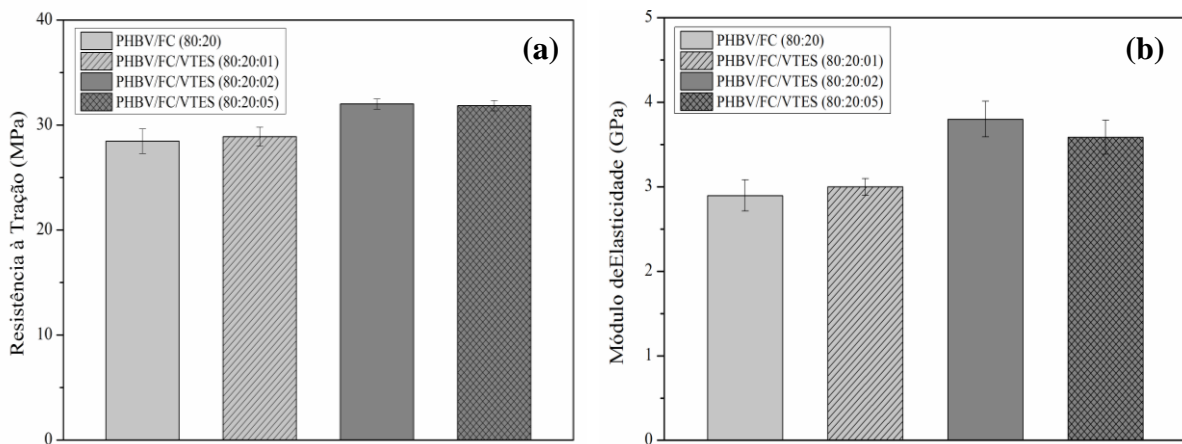 40
30
20
10
0
Resistência à Tração (MPa)
PHBV/FC (80:20)
PHBV/FC/VTES (80:20:01)
PHBV/FC/VTES (80:20:02)
PHBV/FC/VTES (80:20:05)
(a)
5
4
3
2
1
0
Módulo deElasticidade (GPa)
PHBV/FC (80:20)
PHBV/FC/VTES (80:20:01)
PHBV/FC/VTES (80:20:02)
PHBV/FC/VTES (80:20:05)
(b)